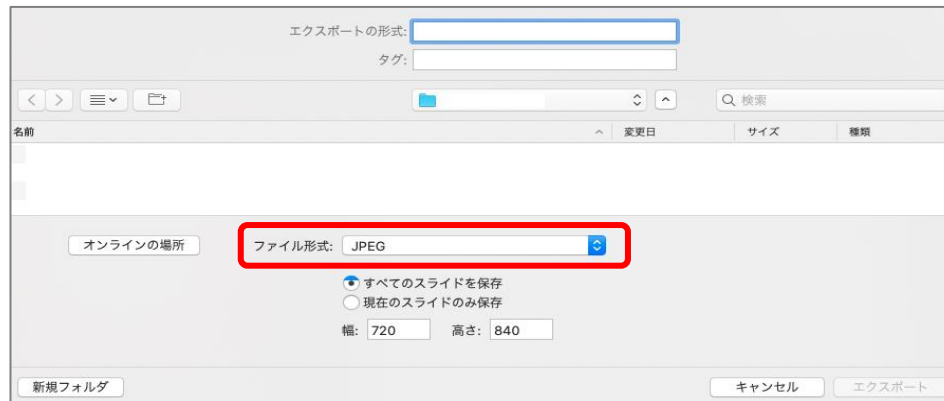 エクスポートの形式:
タグ:
検索
名前 変更日 サイズ 種類
オンラインの場所 ファイル形式: JPEG
すべてのスライドを保存
現在のスライドのみ保存
幅: 720 高さ: 840
新規フォルダ キャンセル エクスポート